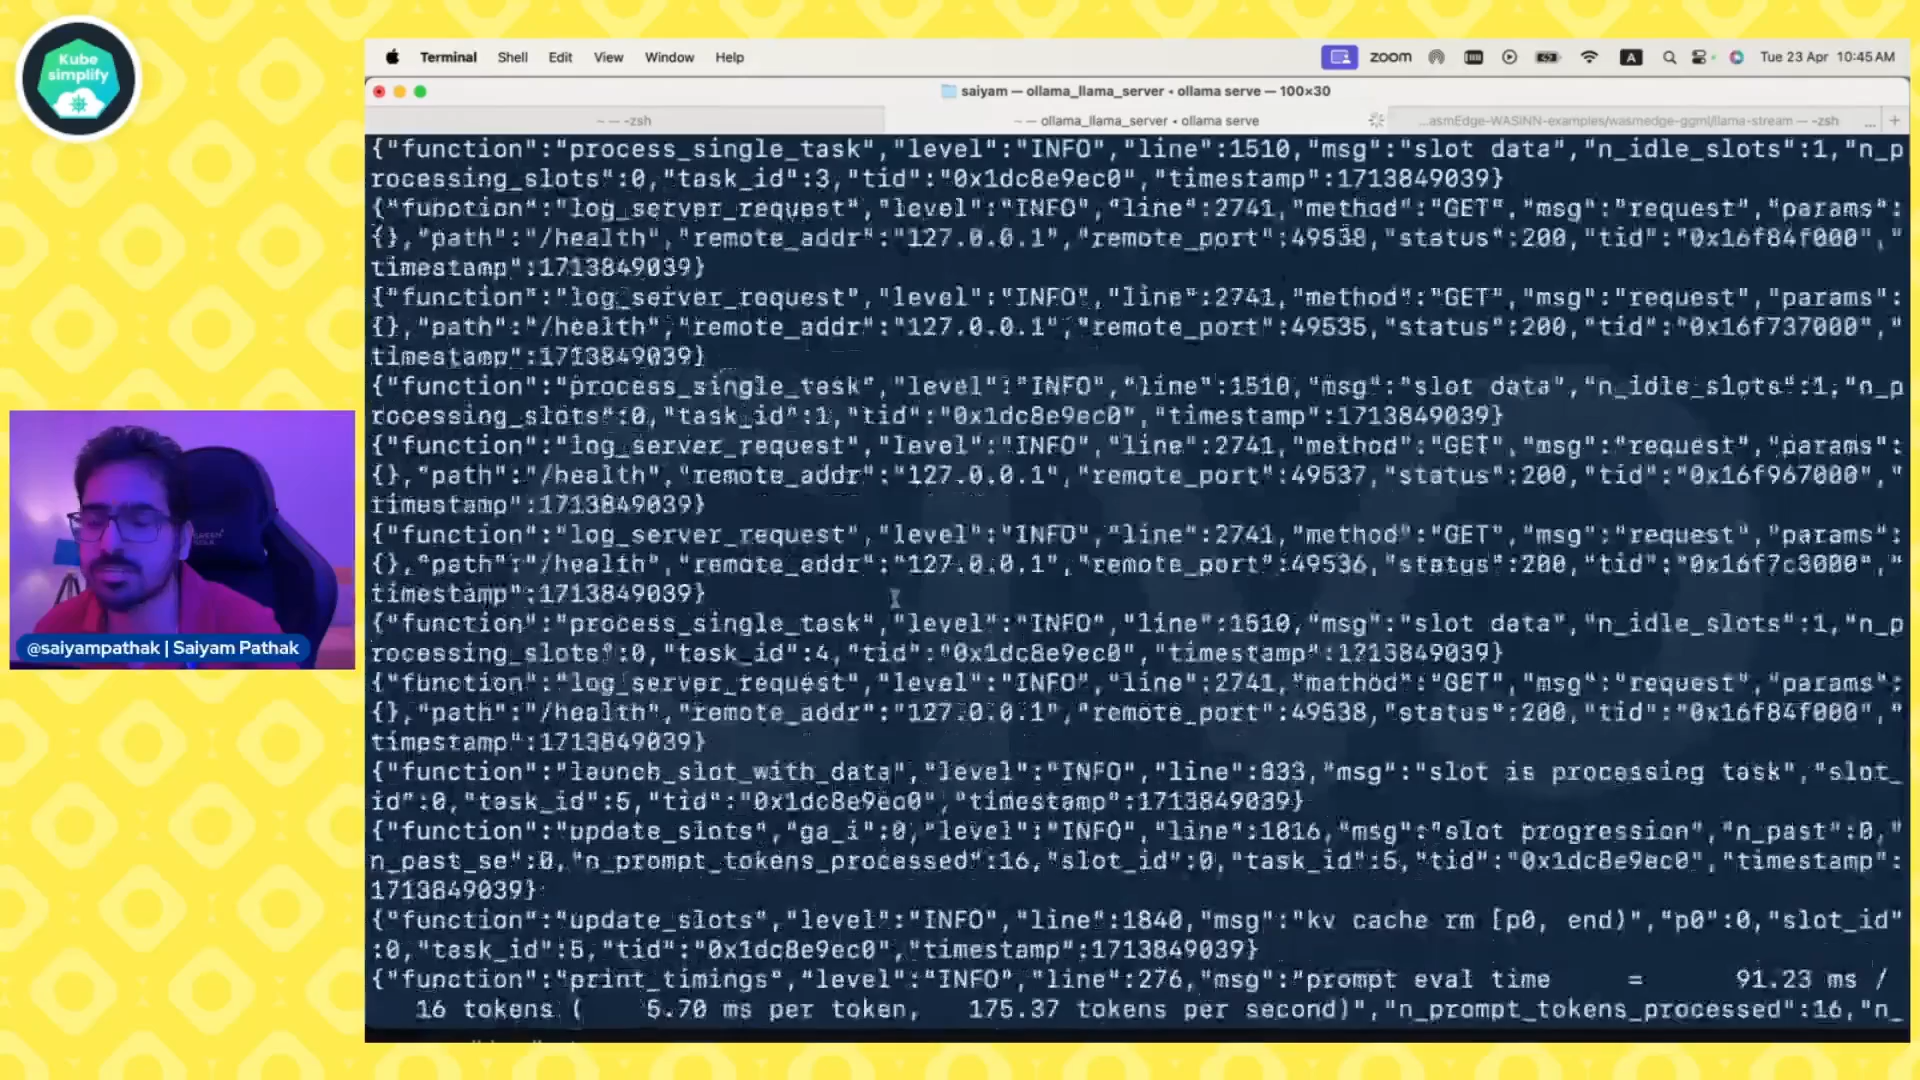 Kube
simplify
Terminal Shell Edit View Window Help
zoom A Tue 23 Apr 10:45AM
saiyam — ollama_llama_server • ollama serve — 100×30
~ — -zsh
~ — ollama_llama_server • ollama serve
...asmEdge-WASINN-examples/wasmedge-ggml/llama-stream — -zsh ... +
{"function":"process_single_task","level":"INFO","line":1510,"msg":"slot data","n_idle_slots":1,"n_p
rocessing_slots":0,"task_id":3,"tid":"0x1dc8e9ec0","timestamp":1713849039}
{"function":"log_server_request","level":"INFO","line":2741,"method":"GET","msg":"request","params":
{},"path":"/health","remote_addr":"127.0.0.1","remote_port":49538,"status":200,"tid":"0x16f84f000","
timestamp":1713849039}
{"function":"log_server_request","level":"INFO","line":2741,"method":"GET","msg":"request","params":
{},"path":"/health","remote_addr":"127.0.0.1","remote_port":49535,"status":200,"tid":"0x16f737000","
timestamp":1713849039}
{"function":"process_single_task","level":"INFO","line":1510,"msg":"slot data","n_idle_slots":1,"n_p
rocessing_slots":0,"task_id":1,"tid":"0x1dc8e9ec0","timestamp":1713849039}
{"function":"log_server_request","level":"INFO","line":2741,"method":"GET","msg":"request","params":
{},"path":"/health","remote_addr":"127.0.0.1","remote_port":49537,"status":200,"tid":"0x16f967000","
timestamp":1713849039}
{"function":"log_server_request","level":"INFO","line":2741,"method":"GET","msg":"request","params":
{},"path":"/health","remote_addr":"127.0.0.1","remote_port":49536,"status":200,"tid":"0x16f7c3000","
timestamp":1713849039}
{"function":"process_single_task","level":"INFO","line":1510,"msg":"slot data","n_idle_slots":1,"n_p
rocessing_slots":0,"task_id":4,"tid":"0x1dc8e9ec0","timestamp":1713849039}
{"function":"log_server_request","level":"INFO","line":2741,"method":"GET","msg":"request","params":
{},"path":"/health","remote_addr":"127.0.0.1","remote_port":49538,"status":200,"tid":"0x16f84f000","
timestamp":1713849039}
{"function":"launch_slot_with_data","level":"INFO","line":833,"msg":"slot is processing task","slot_
id":0,"task_id":5,"tid":"0x1dc8e9ec0","timestamp":1713849039}
{"function":"update_slots","ga_i":0,"level":"INFO","line":1816,"msg":"slot progression","n_past":0,"
n_past_se":0,"n_prompt_tokens_processed":16,"slot_id":0,"task_id":5,"tid":"0x1dc8e9ec0","timestamp":
1713849039}
{"function":"update_slots","level":"INFO","line":1840,"msg":"kv cache rm [p0, end)","p0":0,"slot_id"
:0,"task_id":5,"tid":"0x1dc8e9ec0","timestamp":1713849039}
{"function":"print_timings","level":"INFO","line":276,"msg":"prompt eval time     =      91.23 ms /
   16 tokens (    5.70 ms per token,   175.37 tokens per second)","n_prompt_tokens_processed":16,"n_
@saiyampathak | Saiyam Pathak